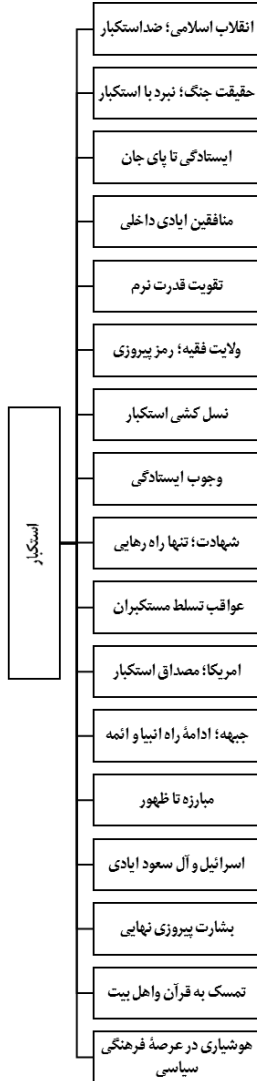 انقلاب اسلامی؛ ضداستکبار
حقیقت جنگ؛ نبرد با استکبار
ایستادگی تا پای جان
منافقین ایادی داخلی
تقویت قدرت نرم
ولایت فقیه؛ رمز پیروزی
نسل کشی استکبار
وجوب ایستادگی
شهادت؛ تنها راه رهایی
عواقب تسلط مستکبران
امریکا؛ مصداق استکبار
جبهه؛ ادامۀ راه انبیا و ائمه
مبارزه تا ظهور
اسرائیل و آل سعود ایادی
بشارت پیروزی نهایی
تمسک به قرآن واهل بیت
هوشیاری در عرصۀ فرهنگی
سیاسی
استکبار